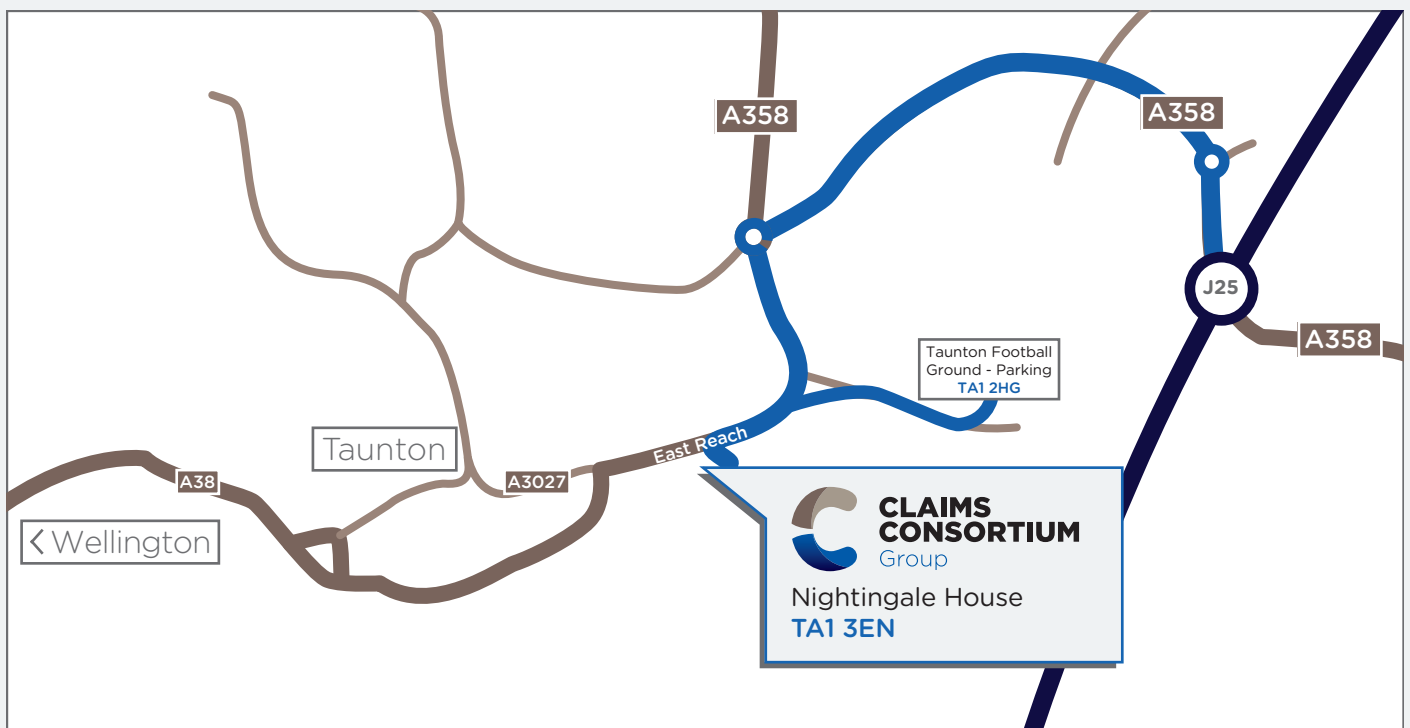 A358
A358
J25
A358
Taunton Football
Ground - Parking
TA1 2HG
East Reach
Taunton
A3027
A38
Wellington
CLAIMS
CONSORTIUM
Group
Nightingale House
TA1 3EN